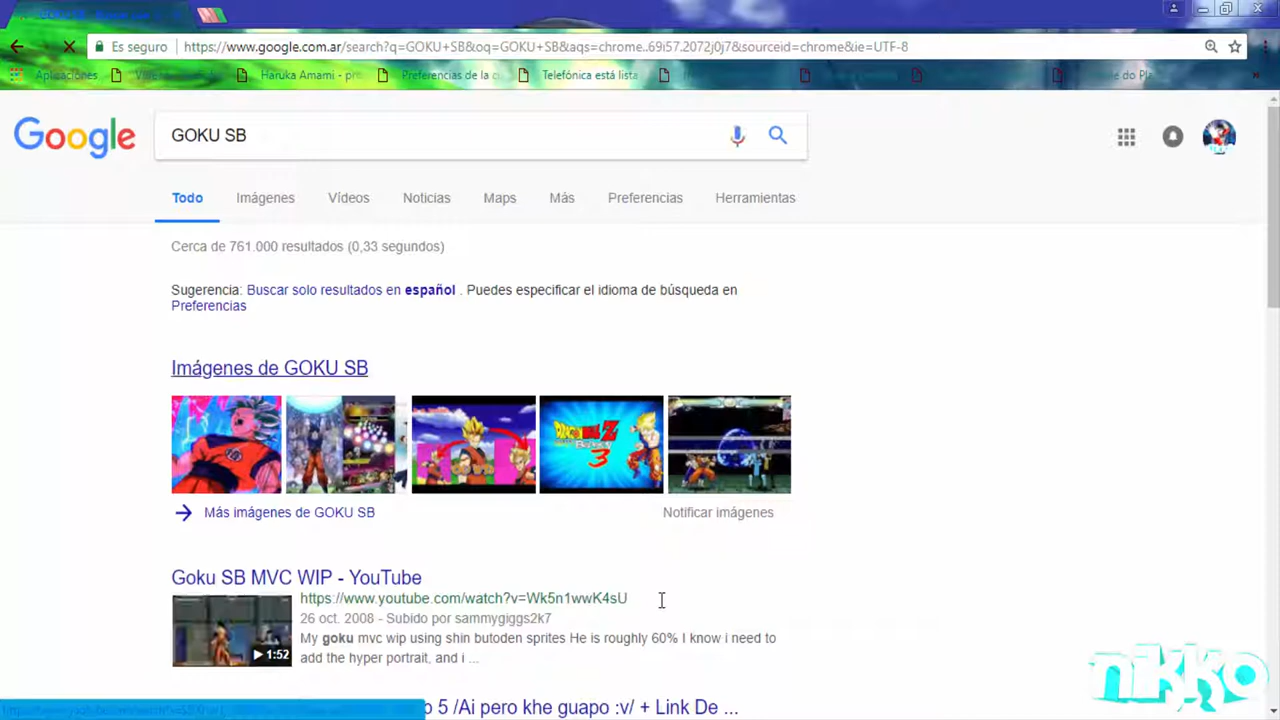 Es seguro https://www.google.com.ar/search?q=GOKU+SB&oq=GOKU+SB&aqs=chrome..69i57.2072j0j7&sourceid=chrome&ie=UTF-8
Aplicaciones Haruka Amami - pro Preferencias de la c Telefónica está lista
Google GOKU SB
Todo Imágenes Vídeos Noticias Maps Más Preferencias Herramientas
Cerca de 761.000 resultados (0,33 segundos)
Sugerencia: Buscar solo resultados en español . Puedes especificar el idioma de búsqueda en
Preferencias
Imágenes de GOKU SB
DRAGON BALL Z
3
Más imágenes de GOKU SB Notificar imágenes
Goku SB MVC WIP - YouTube
https://www.youtube.com/watch?v=Wk5n1wwK4sU
26 oct. 2008 - Subido por sammygiggs2k7
My goku mvc wip using shin butoden sprites He is roughly 60% I know i need to
1:52 add the hyper portrait, and i ...
5 /Ai pero khe guapo :v/ + Link De ...
nikko